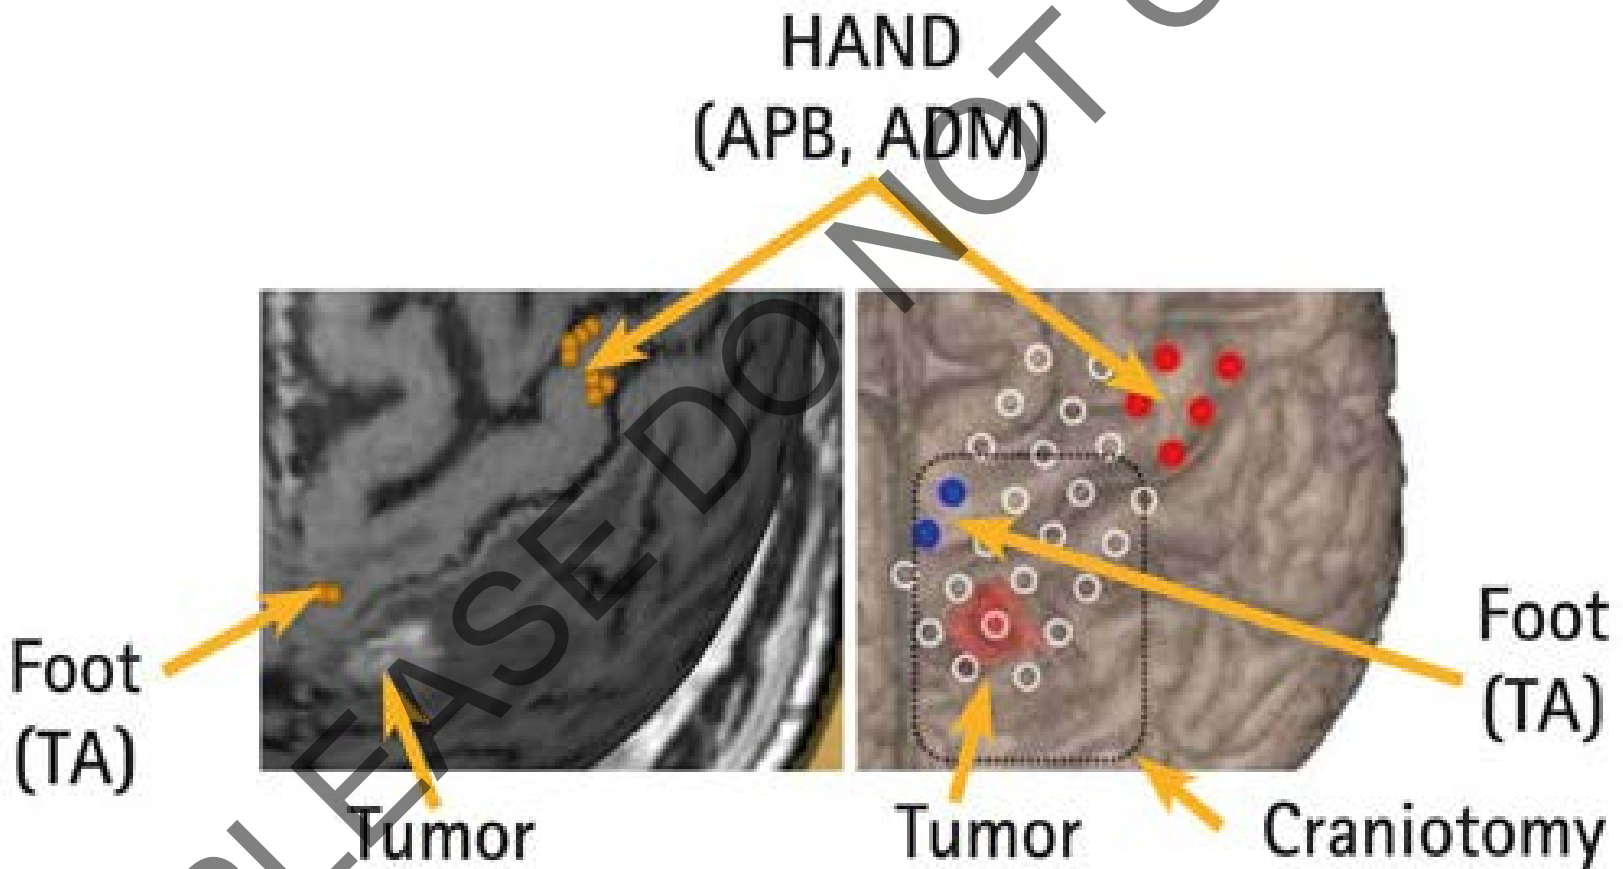 HAND
(APB, ADM)
Foot
(TA)
Tumor
Tumor
Craniotomy
Foot
(TA)
PLEASE DO NOT